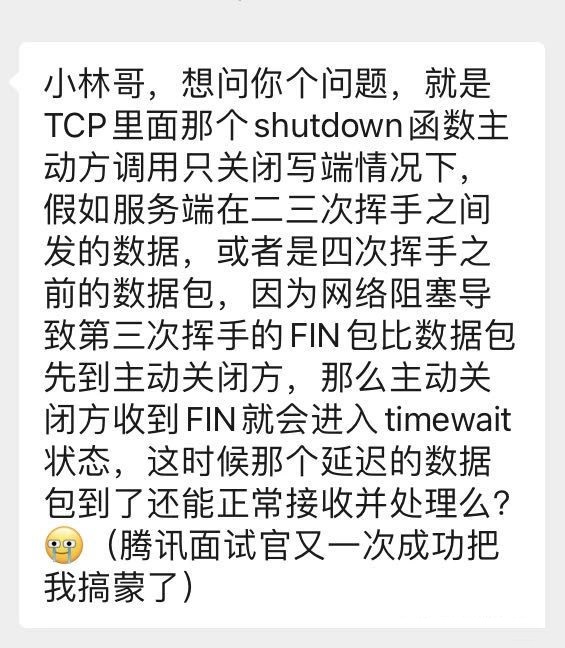 小林哥，想问你个问题，就是
TCP里面那个shutdown函数主
动方调用只关闭写端情况下，
假如服务端在二三次挥手之间
发的数据，或者是四次挥手之
前的数据包，因为网络阻塞导
致第三次挥手的FIN包比数据包
先到主动关闭方，那么主动关
闭方收到FIN就会进入timewait
状态，这时候那个延迟的数据
包到了还能正常接收并处理么？
（腾讯面试官又一次成功把
我搞蒙了）